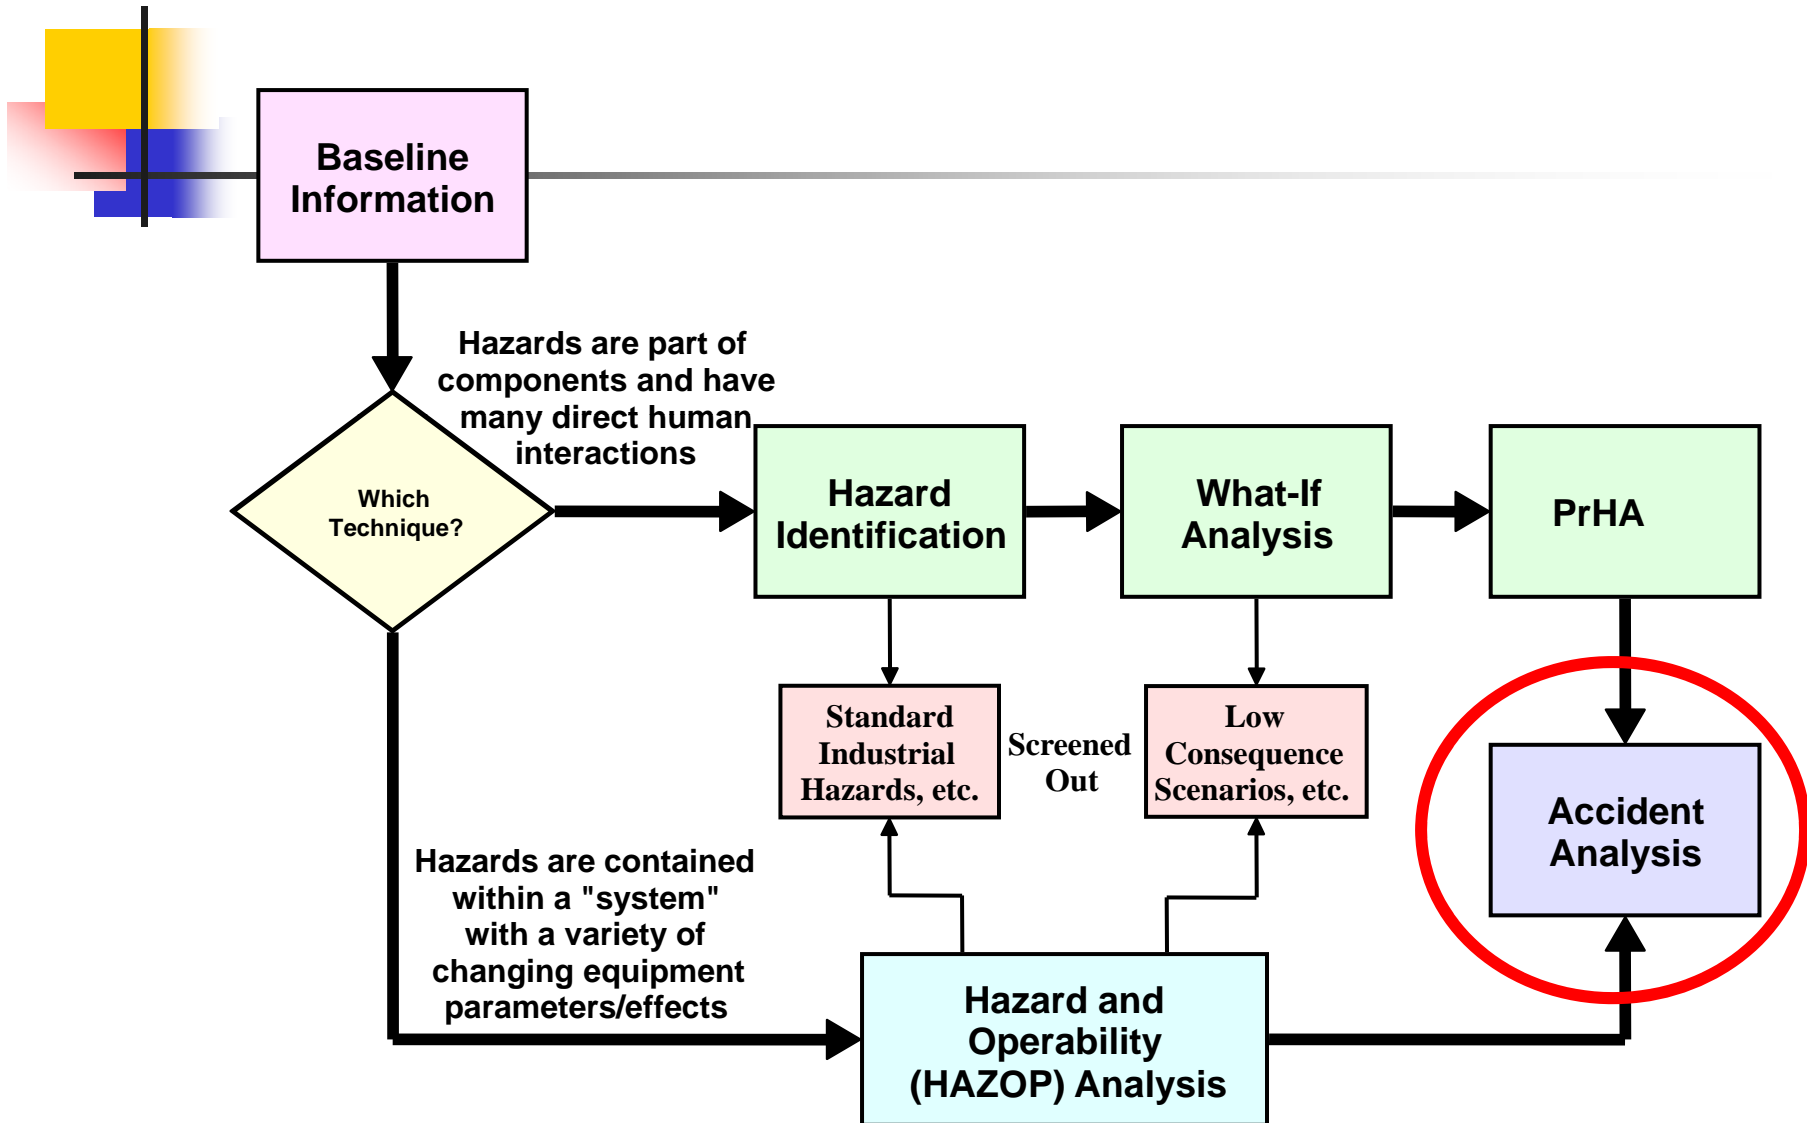 Baseline
Information
Hazards are part of
components and have
many direct human
interactions
Which
Technique?
Hazard
Identification
What-If
Analysis
PrHA
Standard
Industrial
Hazards, etc.
Screened
Out
Low
Consequence
Scenarios, etc.
Accident
Analysis
Hazards are contained
within a "system"
with a variety of
changing equipment
parameters/effects
Hazard and
Operability
(HAZOP) Analysis